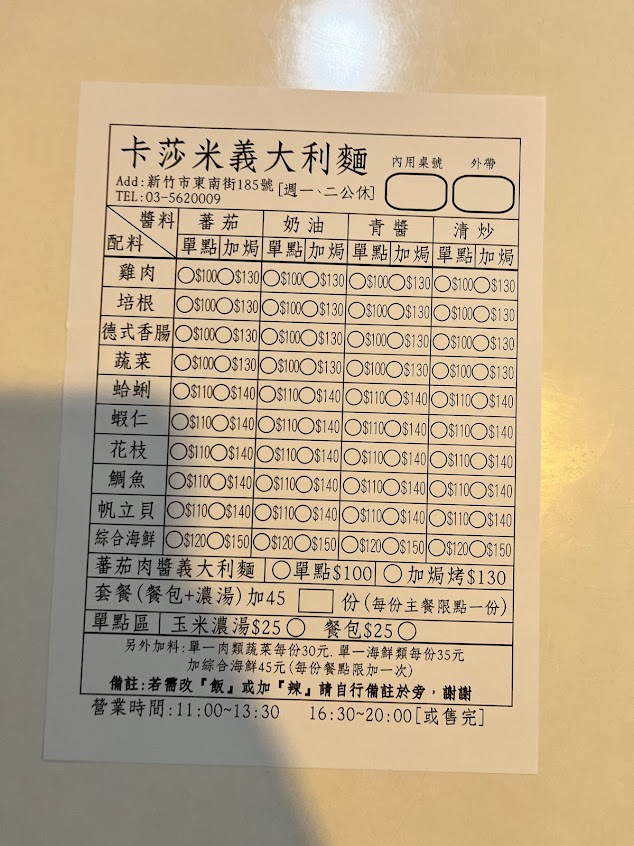 卡莎米義大利麵 內用桌號 外帶
Add:新竹市東南街185號[週一、二公休]
TEL:03-5620009
醬料 蕃茄 奶油 青醬 清炒
配料 單點 加焗 單點 加焗 單點 加焗 單點 加焗
雞肉 ○$100○$130 ○$100○$130 ○$100○$130 ○$100○$130
培根 ○$100○$130 ○$100○$130 ○$100○$130 ○$100○$130
德式香腸 ○$100○$130 ○$100○$130 ○$100○$130 ○$100○$130
蔬菜 ○$100○$130 ○$100○$130 ○$100○$130 ○$100○$130
蛤蜊 ○$110○$140 ○$110○$140 ○$110○$140 ○$110○$140
蝦仁 ○$110○$140 ○$110○$140 ○$110○$140 ○$110○$140
花枝 ○$110○$140 ○$110○$140 ○$110○$140 ○$110○$140
鯛魚 ○$110○$140 ○$110○$140 ○$110○$140 ○$110○$140
帆立貝 ○$110○$140 ○$110○$140 ○$110○$140 ○$110○$140
綜合海鮮 ○$120○$150 ○$120○$150 ○$120○$150 ○$120○$150
蕃茄肉醬義大利麵 ○單點$100 ○加焗烤$130
套餐(餐包+濃湯)加45 份(每份主餐限點一份)
單點區 玉米濃湯$25○ 餐包$25○
另外加料:單一肉類蔬菜每份30元.單一海鮮類每份35元
加綜合海鮮45元(每份餐點限加一次)
備註:若需改『飯』或加『辣』請自行備註於旁，謝謝
營業時間:11:00~13:30 16:30~20:00[或售完]